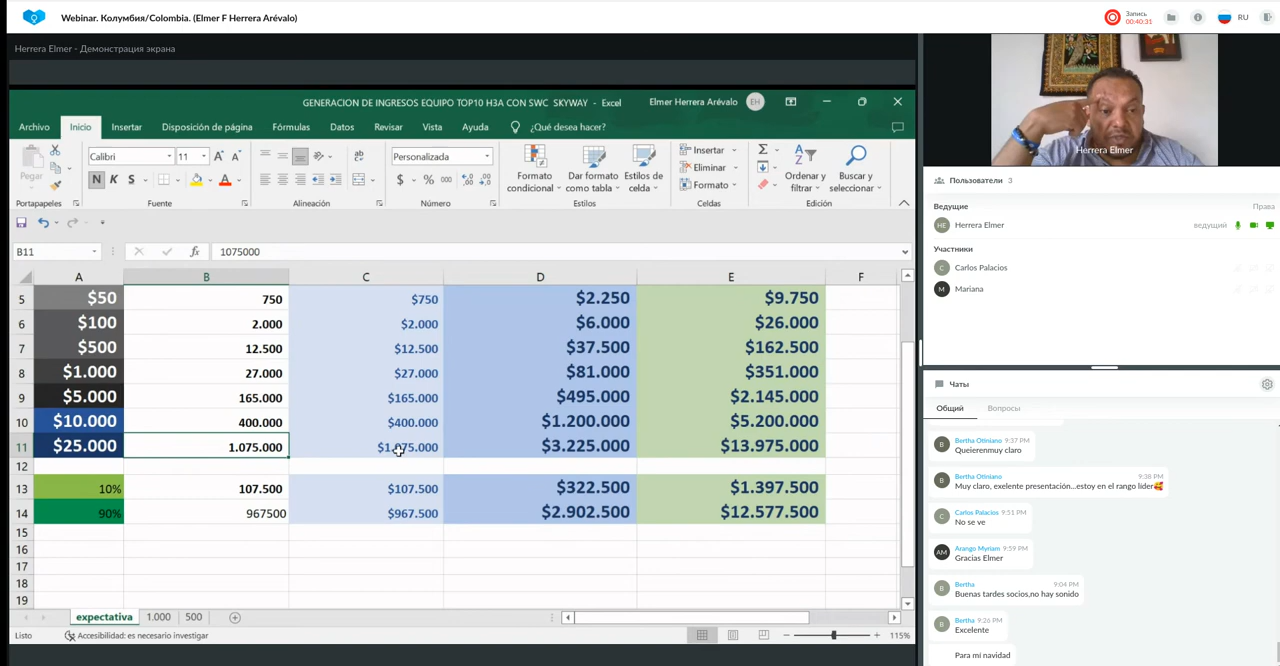 Webinar. Колумбия/Colombia. (Elmer F Herrera Arévalo)
Запись
00:40:31
RU
Herrera Elmer - Демонстрация экрана
GENERACION DE INGRESOS EQUIPO TOP10 H3A CON SWC SKYWAY - Excel
Elmer Herrera Arévalo EH
Archivo Inicio Insertar Disposición de página Fórmulas Datos Revisar Vista Ayuda ¿Qué desea hacer?
Pegar
Calibri 11
N K S
Personalizada
$ % 000
Formato condicional
Dar formato como tabla
Estilos de celda
Insertar
Eliminar
Formato
Ordenar y filtrar
Buscar y seleccionar
Portapapeles Fuente Alineación Número Estilos Celdas Edición
B11 fx 1075000
A B C D E F
5 $50 750 $750 $2.250 $9.750
6 $100 2.000 $2.000 $6.000 $26.000
7 $500 12.500 $12.500 $37.500 $162.500
8 $1.000 27.000 $27.000 $81.000 $351.000
9 $5.000 165.000 $165.000 $495.000 $2.145.000
10 $10.000 400.000 $400.000 $1.200.000 $5.200.000
11 $25.000 1.075.000 $1.075.000 $3.225.000 $13.975.000
12
13 10% 107.500 $107.500 $322.500 $1.397.500
14 90% 967500 $967.500 $2.902.500 $12.577.500
15
16
17
18
19
expectativa 1.000 500
Listo Accesibilidad: es necesario investigar 115%
Herrera Elmer
Пользователи 3
Ведущие Права
HE Herrera Elmer ведущий
Участники
C Carlos Palacios
M Mariana
Чаты
Общий Вопросы
B Bertha Otiniano 9:37 PM
Queierenmuy claro
B Bertha Otiniano 9:38 PM
Muy claro, exelente presentación...estoy en el rango lider🥰
C Carlos Palacios 9:51 PM
No se ve
AM Arango Myriam 9:59 PM
Gracias Elmer
B Bertha 9:04 PM
Buenas tardes socios,no hay sonido
B Bertha 9:26 PM
Excelente
Para mí navidad